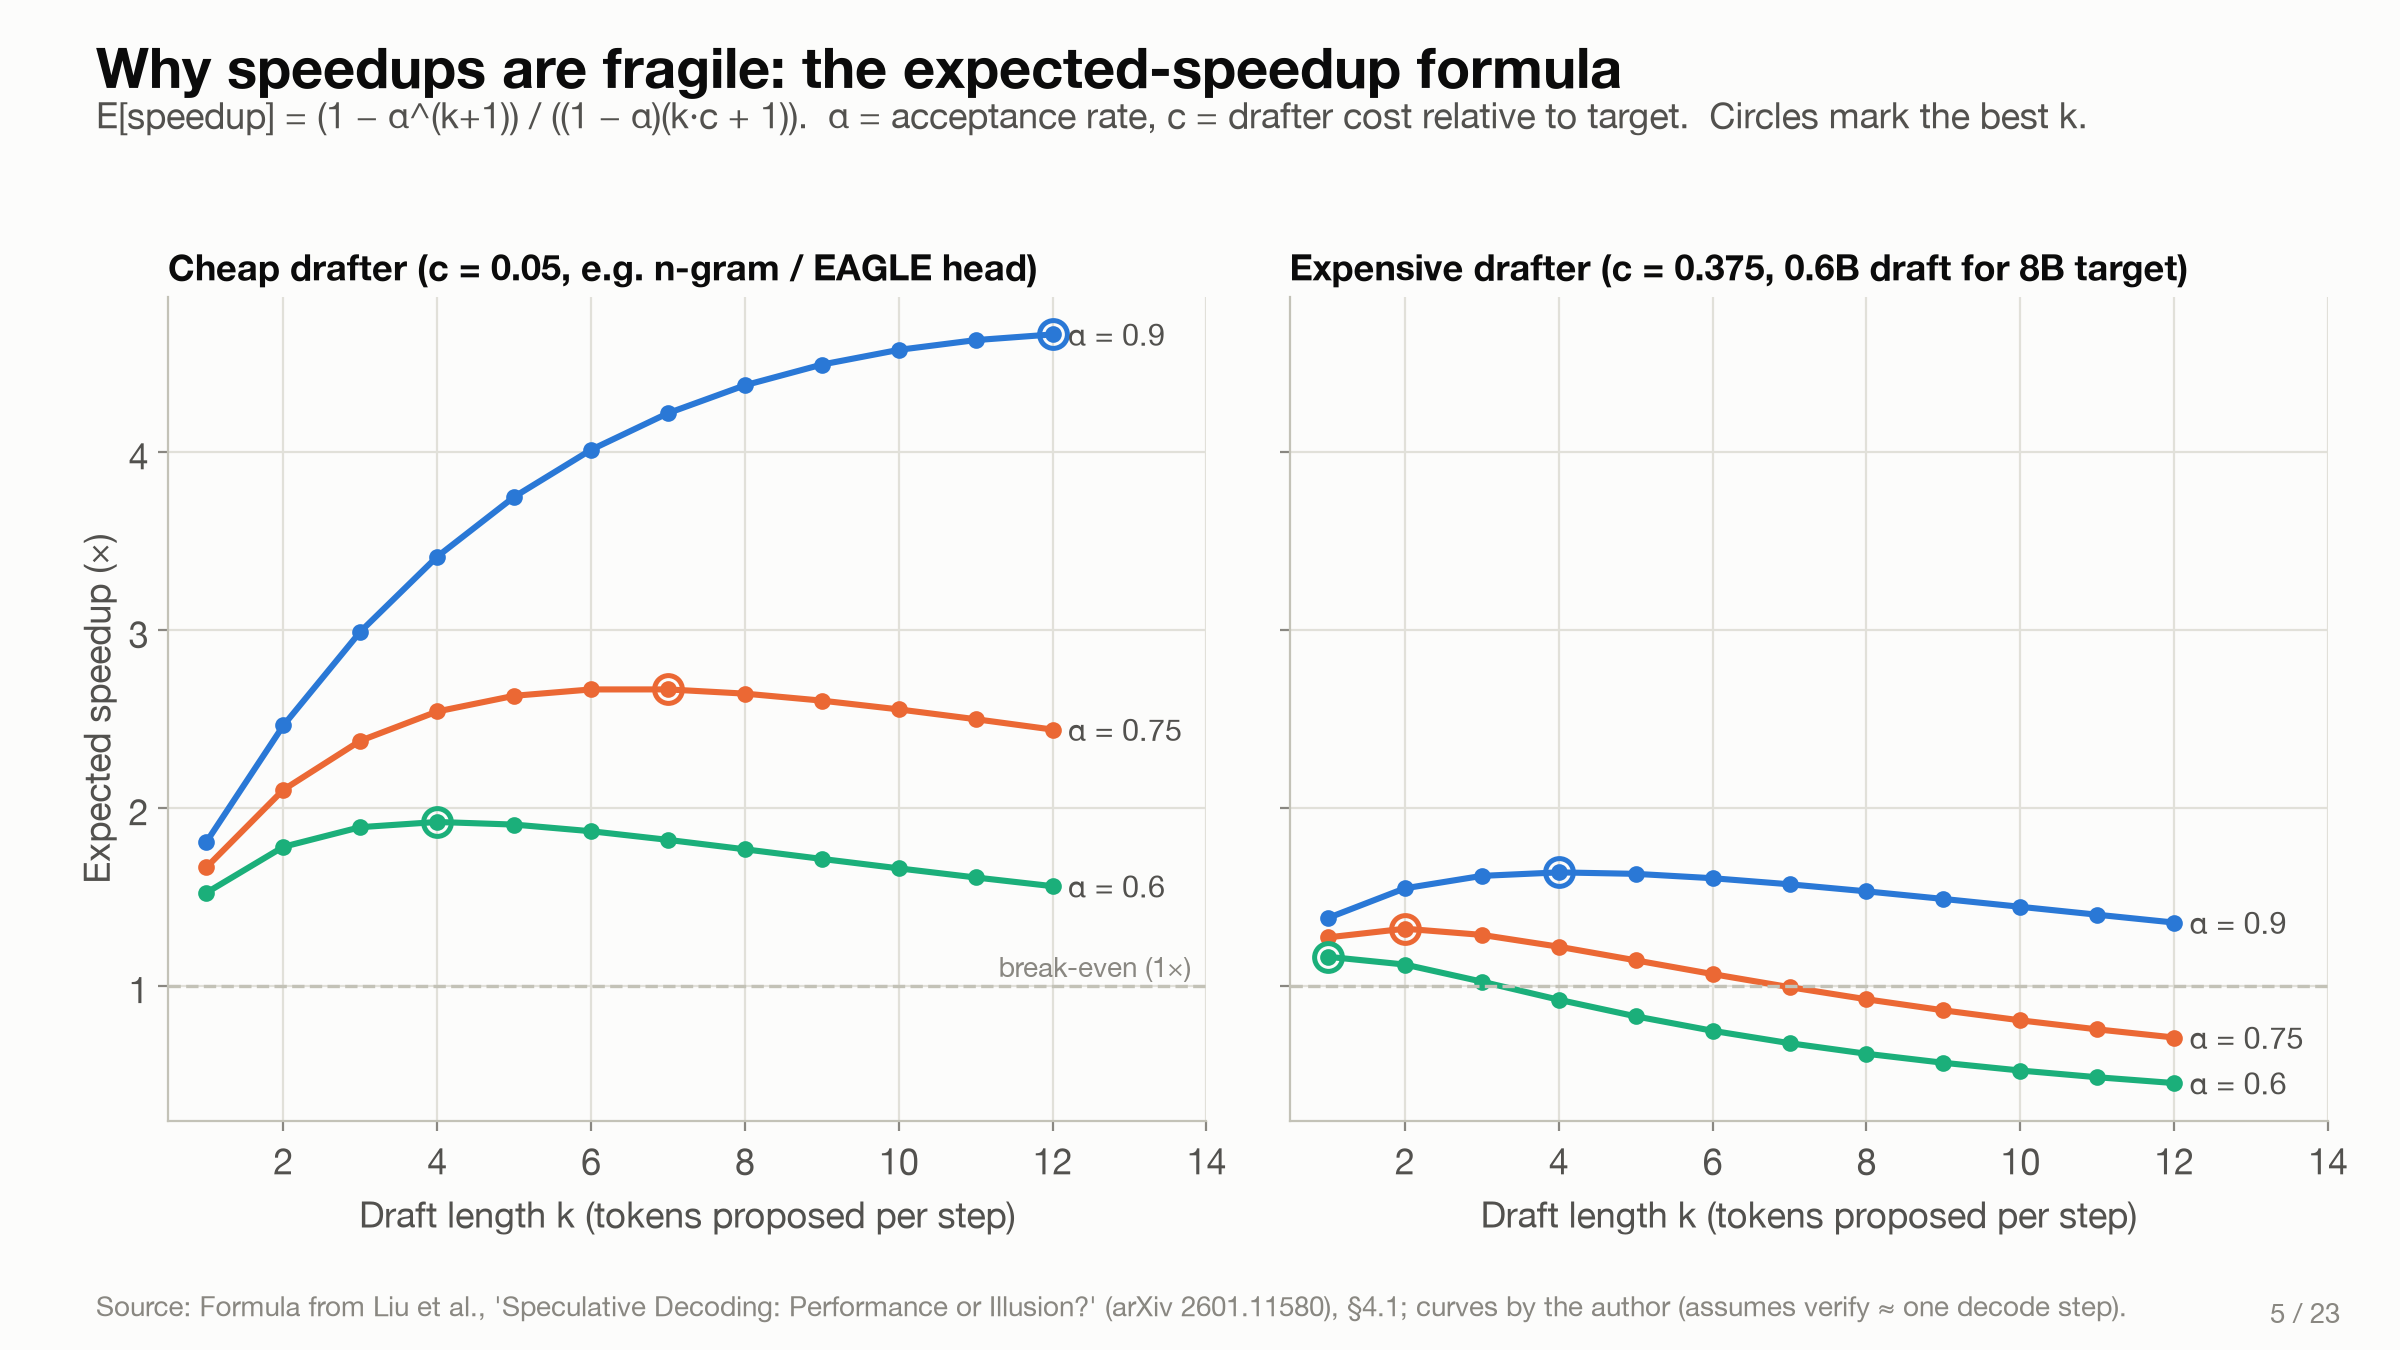 Why speedups are fragile: the expected-speedup formula
E[speedup] = (1 − α^(k+1)) / ((1 − α)(k·c + 1)).  α = acceptance rate, c = drafter cost relative to target.  Circles mark the best k.
Cheap drafter (c = 0.05, e.g. n-gram / EAGLE head)
Expected speedup (×)
4
3
2
1
α = 0.9
α = 0.75
α = 0.6
break-even (1×)
2 4 6 8 10 12 14
Draft length k (tokens proposed per step)
Expensive drafter (c = 0.375, 0.6B draft for 8B target)
α = 0.9
α = 0.75
α = 0.6
2 4 6 8 10 12 14
Draft length k (tokens proposed per step)
Source: Formula from Liu et al., 'Speculative Decoding: Performance or Illusion?' (arXiv 2601.11580), §4.1; curves by the author (assumes verify ≈ one decode step).
5 / 23